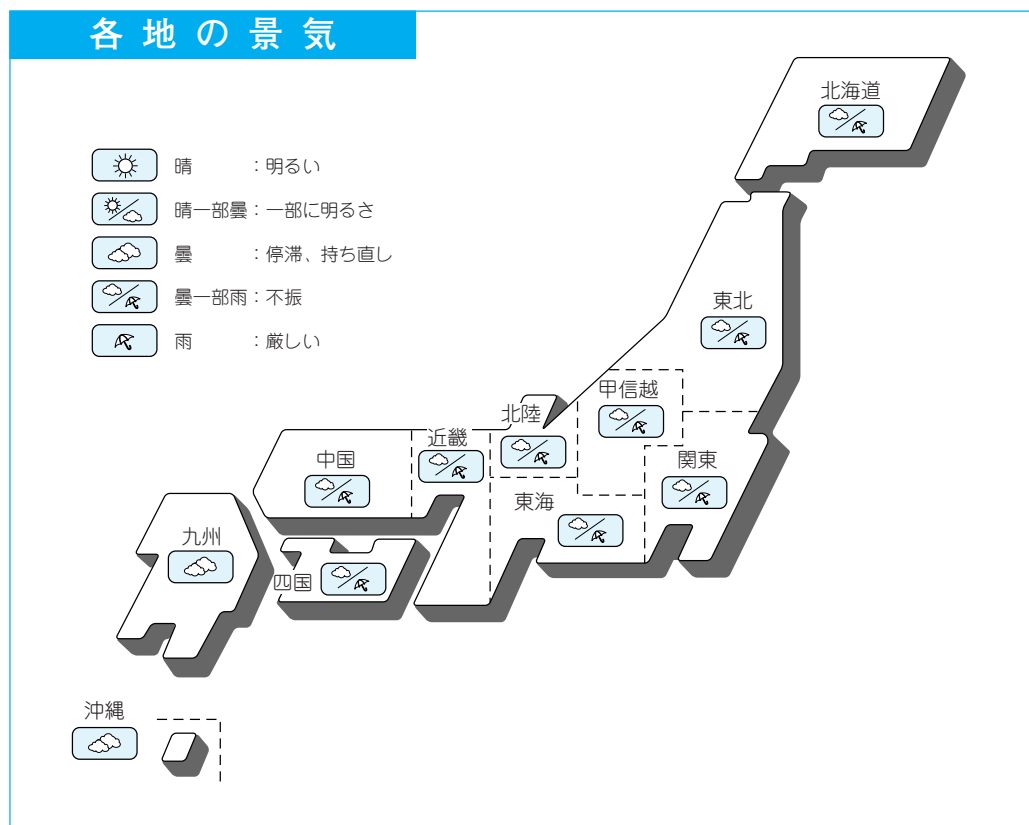 各地の景気
晴　　　：明るい
晴一部曇：一部に明るさ
曇　　　：停滞、持ち直し
曇一部雨：不振
雨　　　：厳しい
北海道
東北
甲信越
北陸
近畿
中国
関東
東海
九州
四国
沖縄